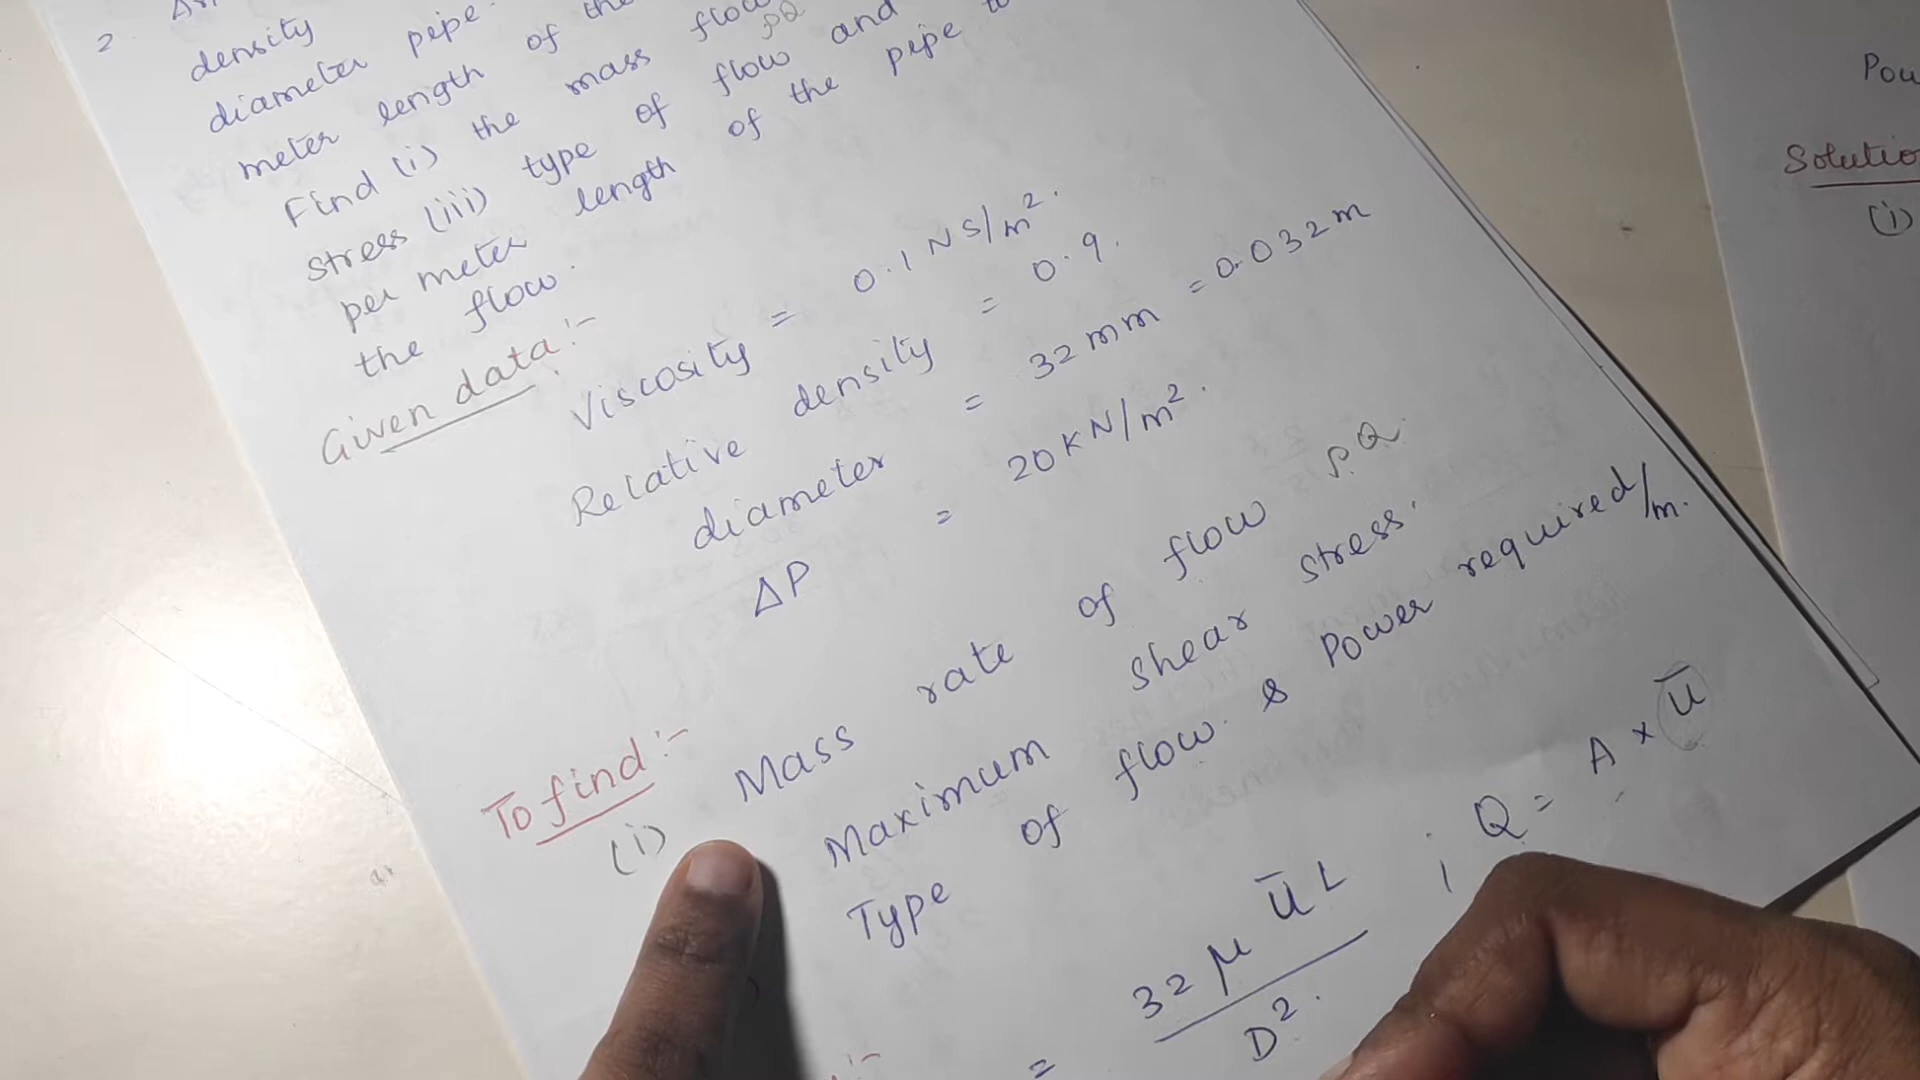 2.
density
diameter pipe.
meter length of the
Find (i) the mass flow
ρQ
stress (iii) type of flow and
per meter length of the pipe to
the flow.
Given data :-
Viscosity = 0.1 NS/m².
Relative density = 0.9.
diameter = 32 mm = 0.032 m
ΔP = 20 KN/m².
To find :-
(i) Mass rate of flow ρQ.
Maximum shear stress.
Type of flow. & Power required/m.
= 32 μ ū L / D². ; Q = A × ū
Solution
(i)